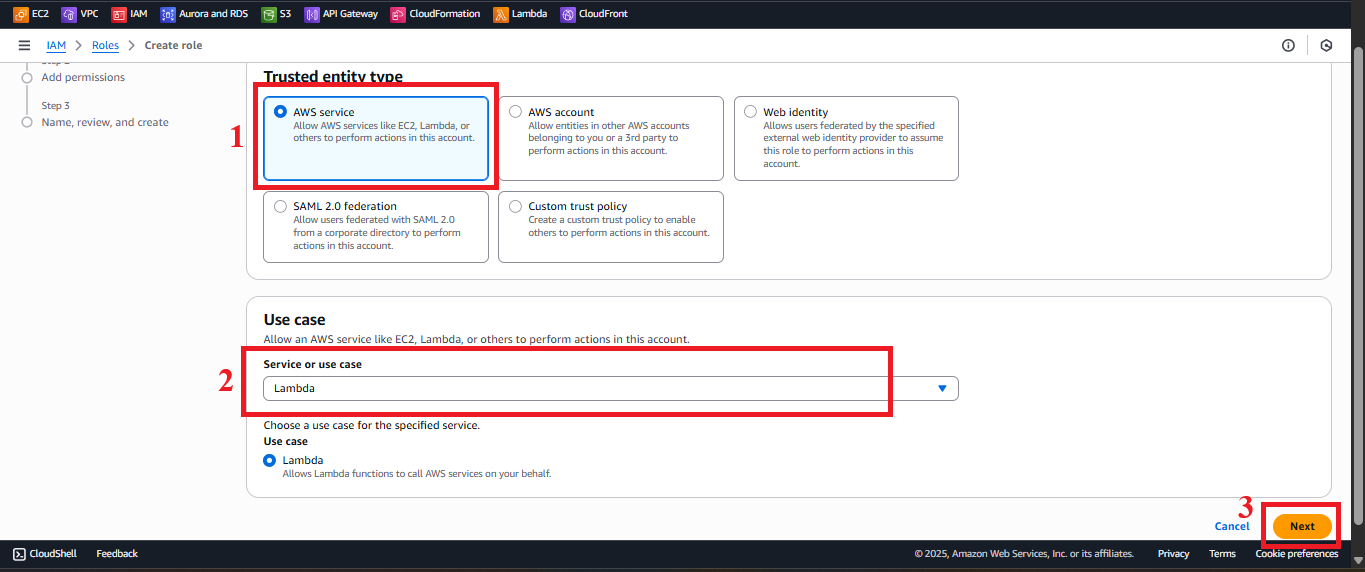 EC2 VPC IAM Aurora and RDS S3 API Gateway CloudFormation Lambda CloudFront
IAM Roles Create role
Step 2
Add permissions
Step 3
Name, review, and create
Trusted entity type
1
AWS service
Allow AWS services like EC2, Lambda, or
others to perform actions in this account.
AWS account
Allow entities in other AWS accounts
belonging to you or a 3rd party to
perform actions in this account.
Web identity
Allows users federated by the specified
external web identity provider to assume
this role to perform actions in this
account.
SAML 2.0 federation
Allow users federated with SAML 2.0
from a corporate directory to perform
actions in this account.
Custom trust policy
Create a custom trust policy to enable
others to perform actions in this account.
Use case
Allow an AWS service like EC2, Lambda, or others to perform actions in this account.
2
Service or use case
Lambda
Choose a use case for the specified service.
Use case
Lambda
Allows Lambda functions to call AWS services on your behalf.
3
Cancel Next
CloudShell Feedback © 2025, Amazon Web Services, Inc. or its affiliates. Privacy Terms Cookie preferences